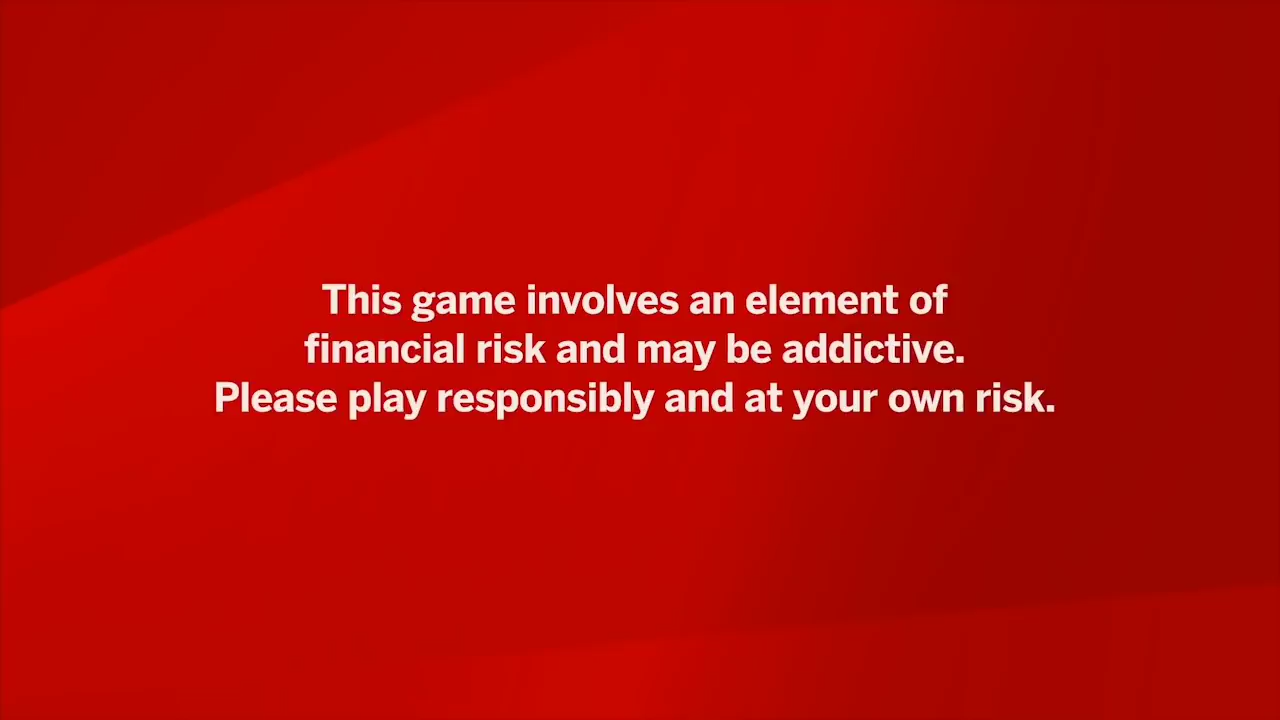 This game involves an element of
financial risk and may be addictive.
Please play responsibly and at your own risk.